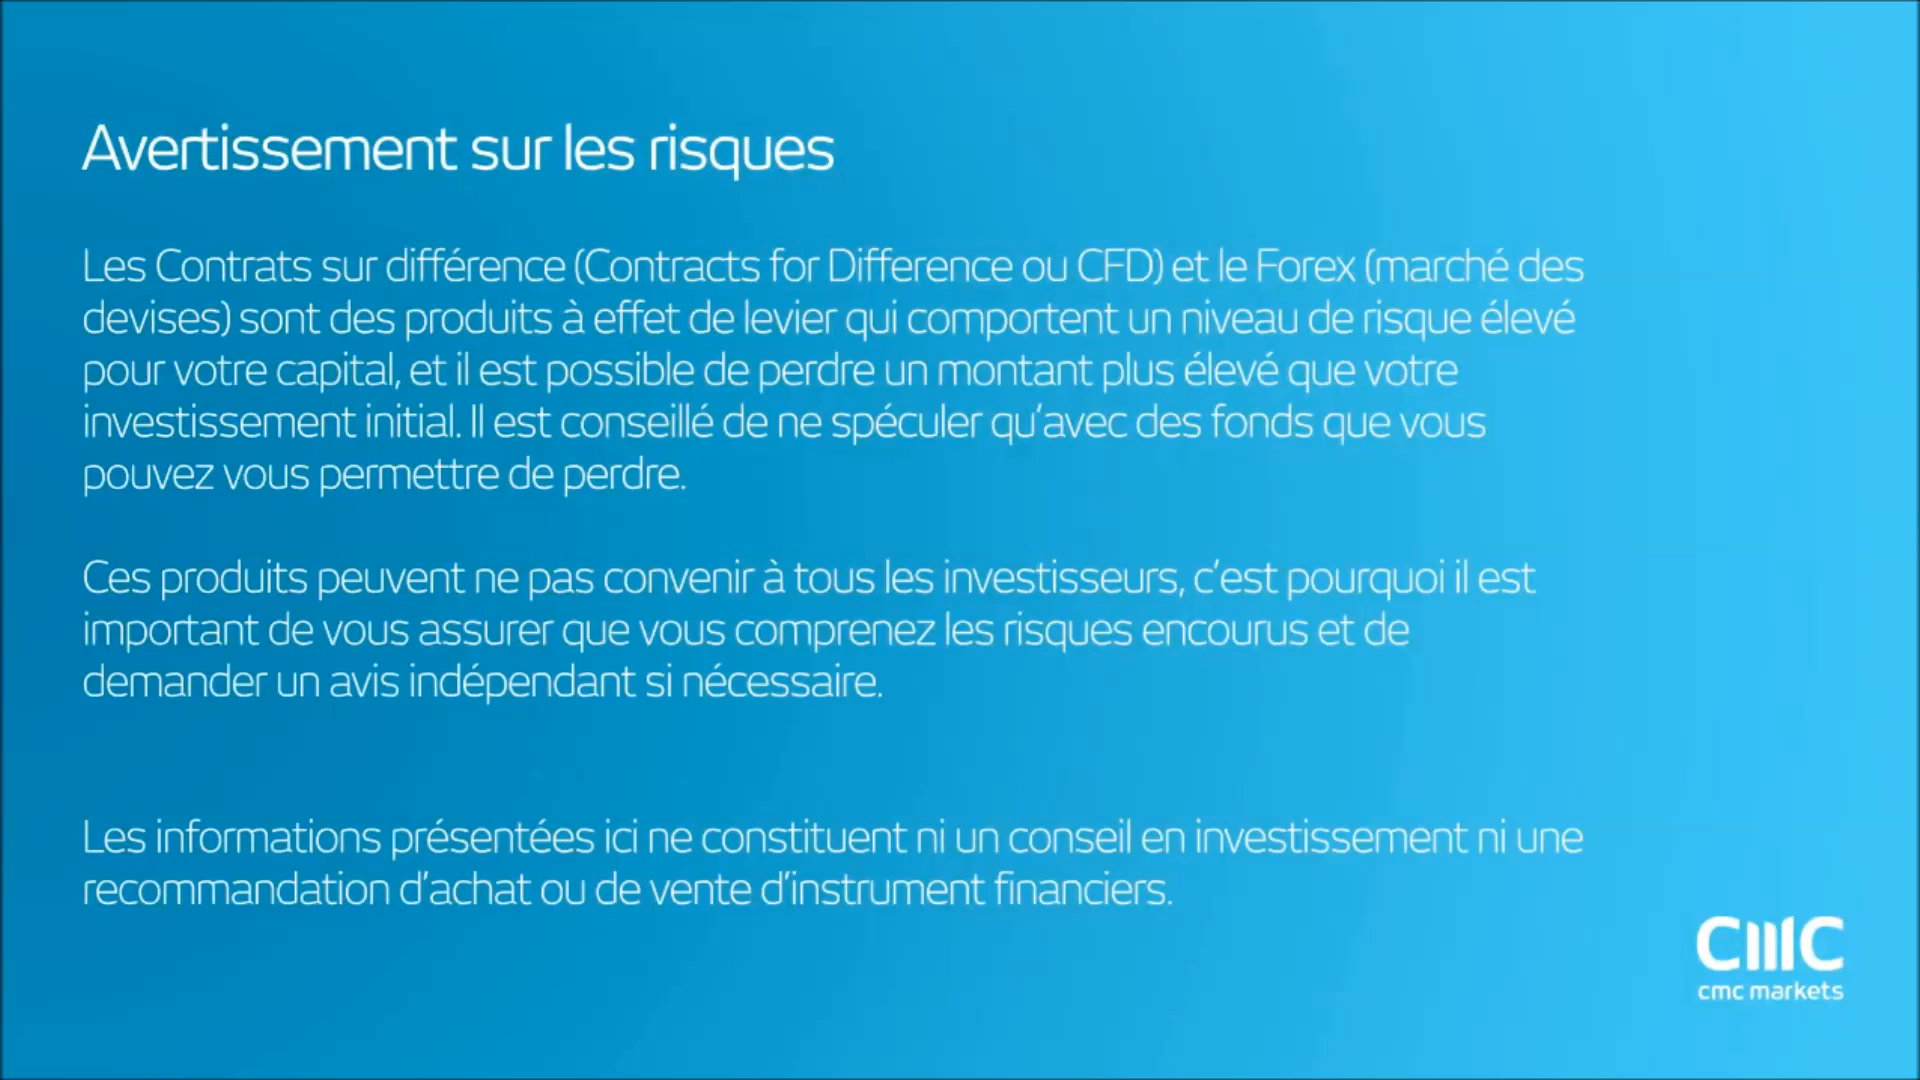 Avertissement sur les risques
Les Contrats sur différence (Contracts for Difference ou CFD) et le Forex (marché des
devises) sont des produits à effet de levier qui comportent un niveau de risque élevé
pour votre capital, et il est possible de perdre un montant plus élevé que votre
investissement initial. Il est conseillé de ne spéculer qu'avec des fonds que vous
pouvez vous permettre de perdre.
Ces produits peuvent ne pas convenir à tous les investisseurs, c'est pourquoi il est
important de vous assurer que vous comprenez les risques encourus et de
demander un avis indépendant si nécessaire.
Les informations présentées ici ne constituent ni un conseil en investissement ni une
recommandation d'achat ou de vente d'instrument financiers.
CMC
cmc markets